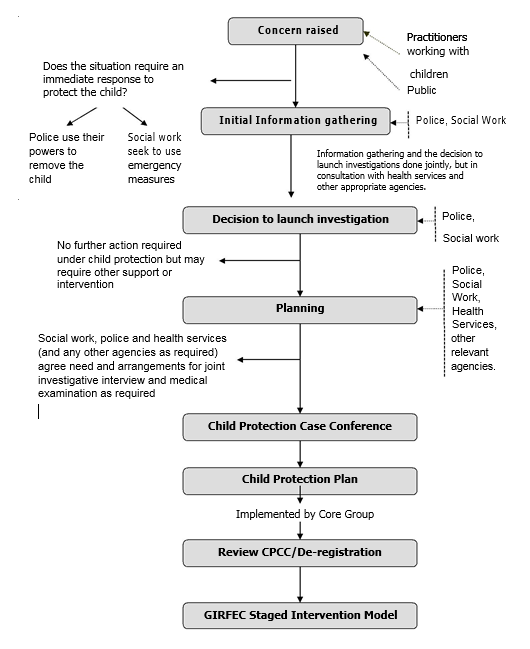 Concern raised
Practitioners
working with
children
Public
Does the situation require an
immediate response to
protect the child?
Police use their
powers to
remove the
child
Social work
seek to use
emergency
measures
Initial Information gathering
Police, Social Work
Information gathering and the decision to
launch investigations done jointly, but in
consultation with health services and
other appropriate agencies.
Decision to launch investigation
Police,
Social work
No further action required
under child protection but may
require other support or
intervention
Planning
Police,
Social
Work,
Health
Services,
other
relevant
agencies.
Social work, police and health services
(and any other agencies as required)
agree need and arrangements for joint
investigative interview and medical
examination as required
Child Protection Case Conference
Child Protection Plan
Implemented by Core Group
Review CPCC/De-registration
GIRFEC Staged Intervention Model